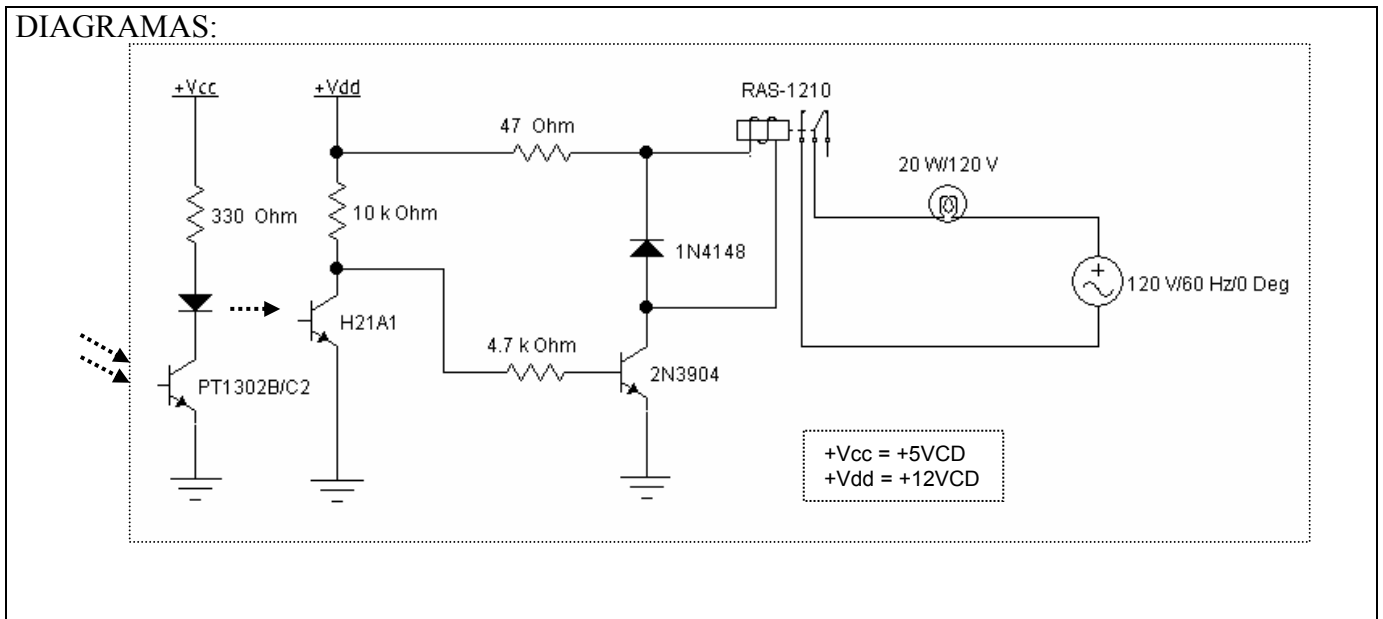 DIAGRAMAS:
+Vcc
+Vdd
RAS-1210
47 Ohm
20 W/120 V
330 Ohm
10 k Ohm
1N4148
120 V/60 Hz/0 Deg
H21A1
4.7 k Ohm
PT1302B/C2
2N3904
+Vcc = +5VCD
+Vdd = +12VCD